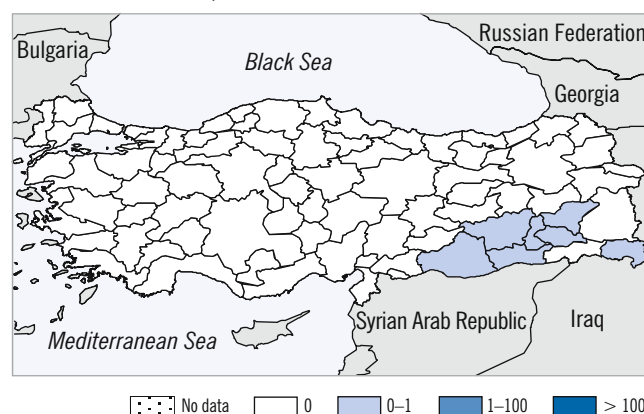 Russian Federation
Bulgaria
Black Sea
Georgia
Syrian Arab Republic
Iraq
Mediterranean Sea
No data 0 0–1 1–100 > 100